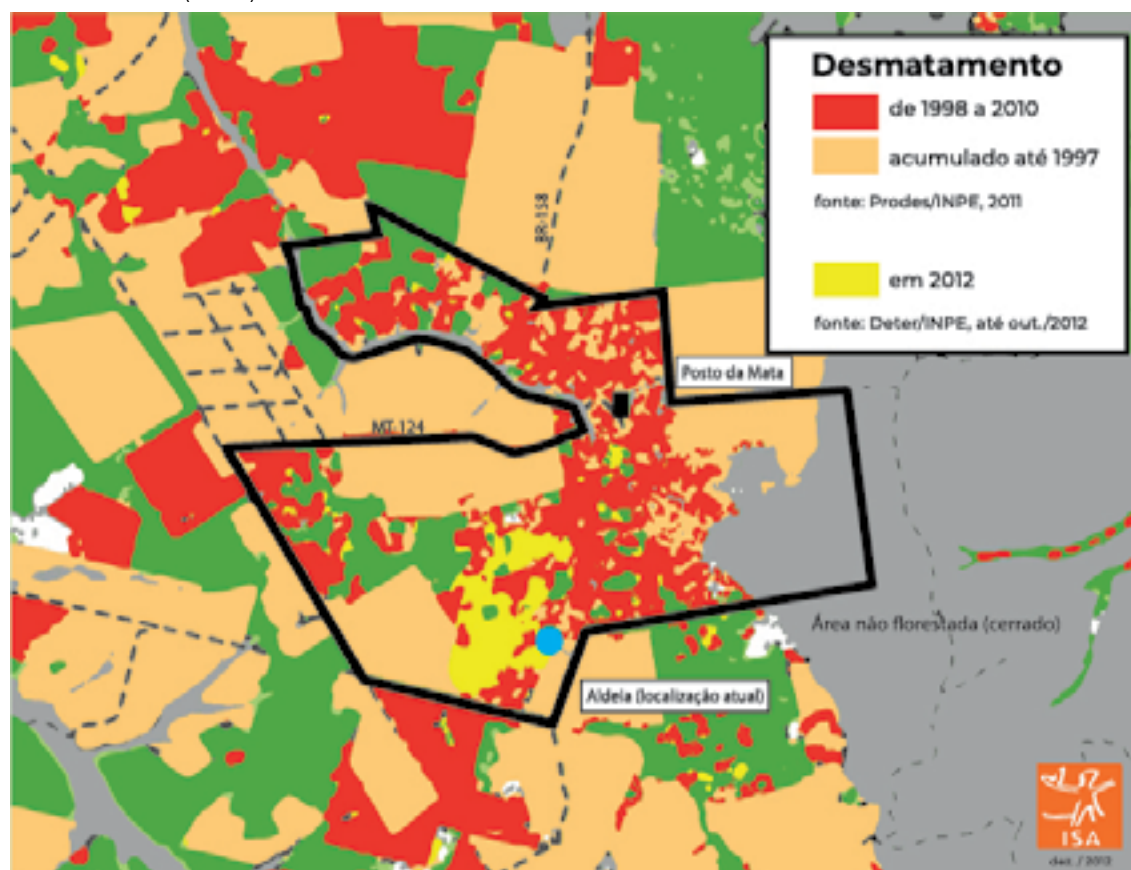 Desmatamento
de 1998 a 2010
acumulado até 1997
fonte: Prodes/INPE, 2011
em 2012
fonte: Deter/INPE, até out./2012
BR-158
Posto da Mata
MT-124
Área não florestada (cerrado)
Aldeia (localização atual)
ISA
dez. / 2012